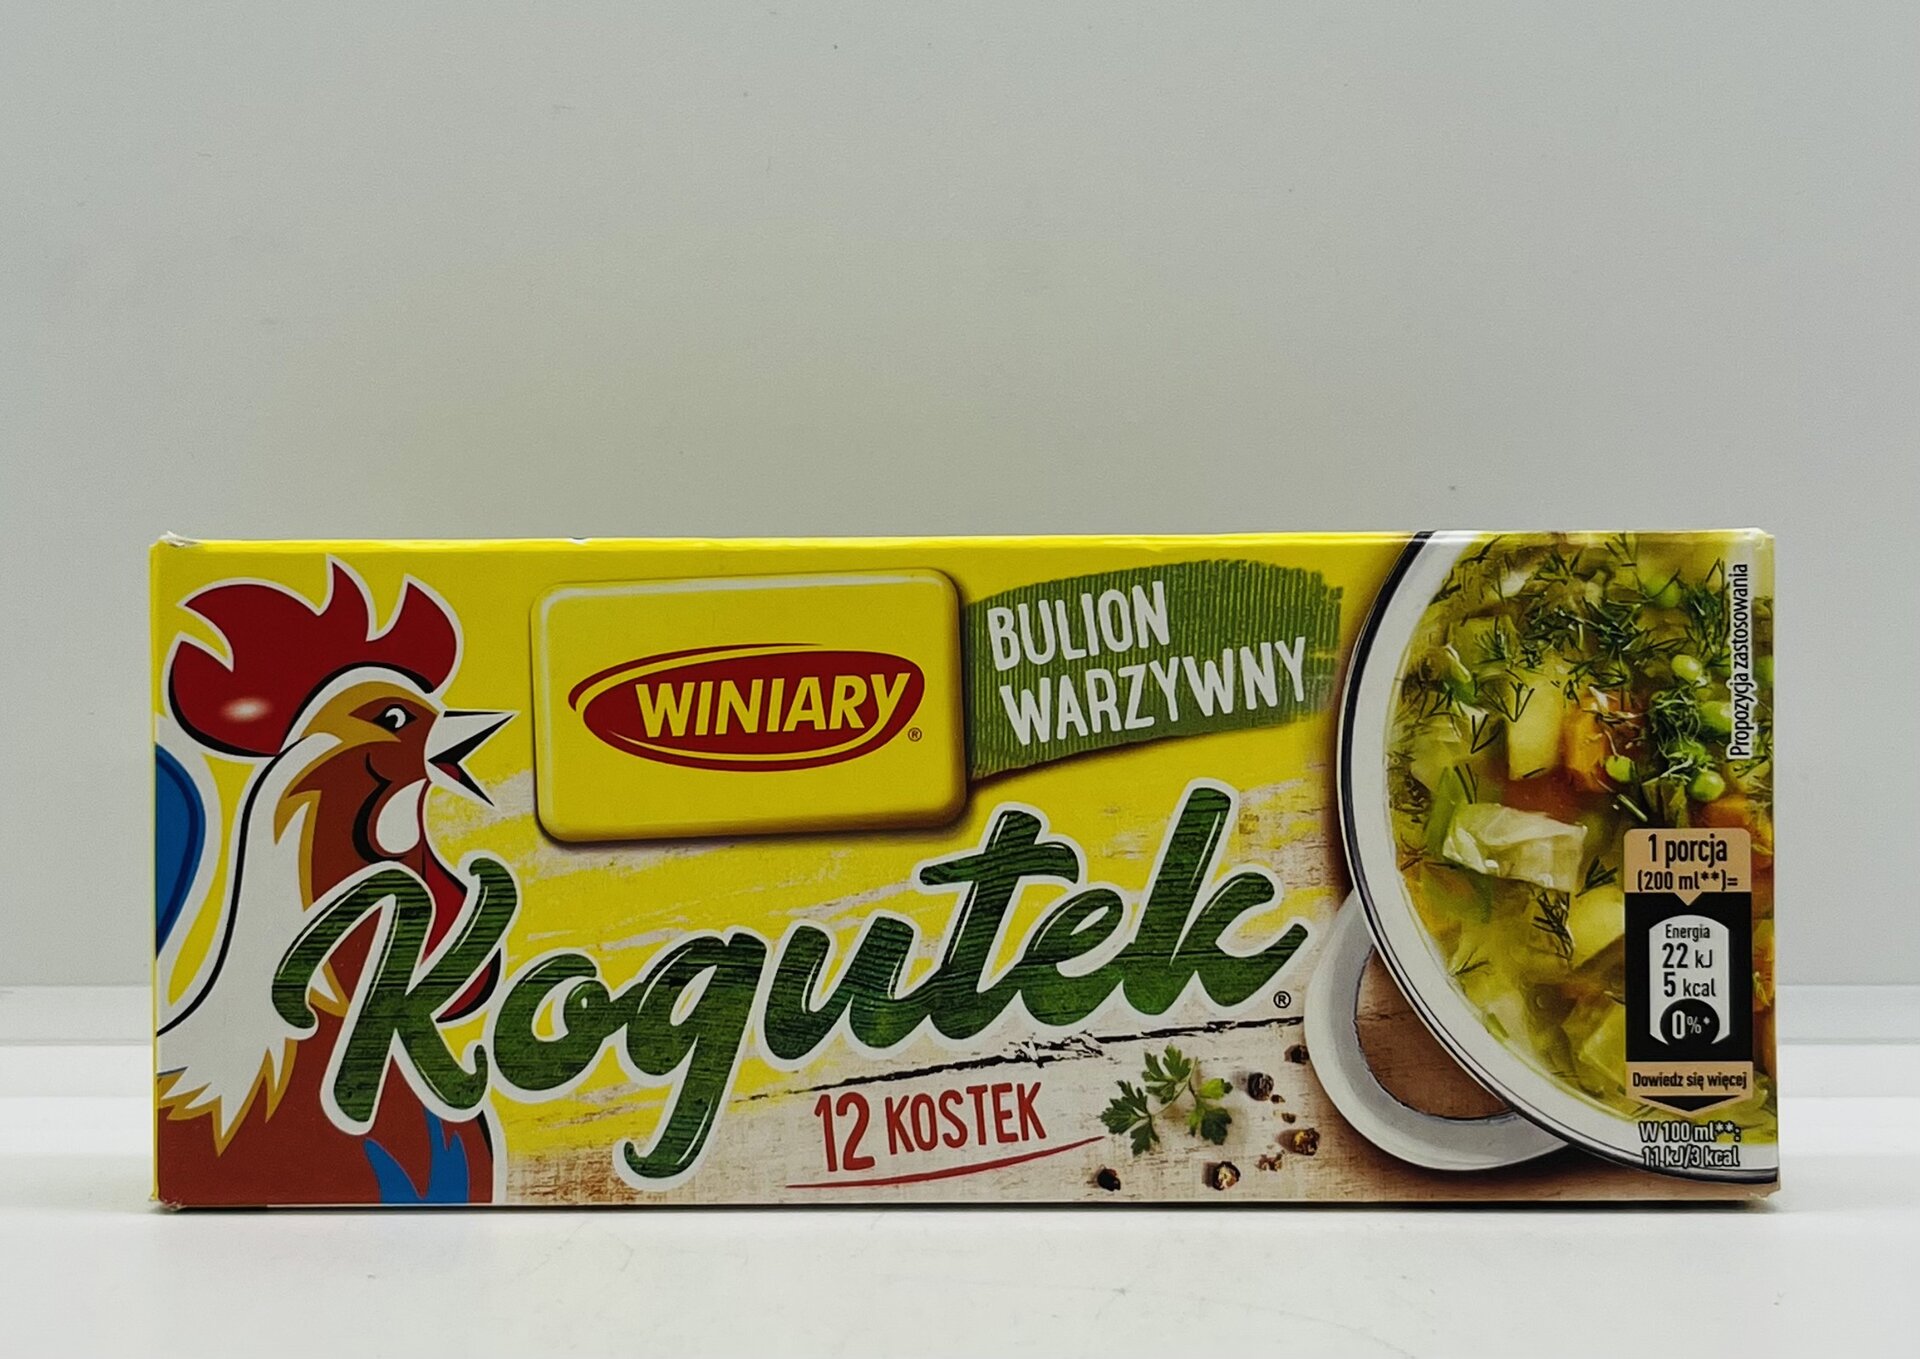 WINIARY
®
BULION
WARZYWNY
Kogutek
®
12 KOSTEK
Propozycja zastosowania
1 porcja
(200 ml**)=
Energia
22 kJ
5 kcal
0%*
Dowiedz się więcej
W 100 ml**:
11 kJ/3 kcal